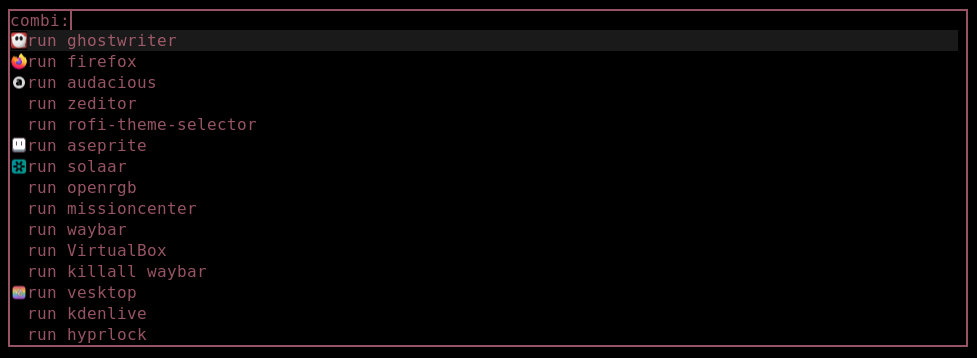 combi:
run ghostwriter
run firefox
run audacious
run zeditor
run rofi-theme-selector
run aseprite
run solaar
run openrgb
run missioncenter
run waybar
run VirtualBox
run killall waybar
run vesktop
run kdenlive
run hyprlock